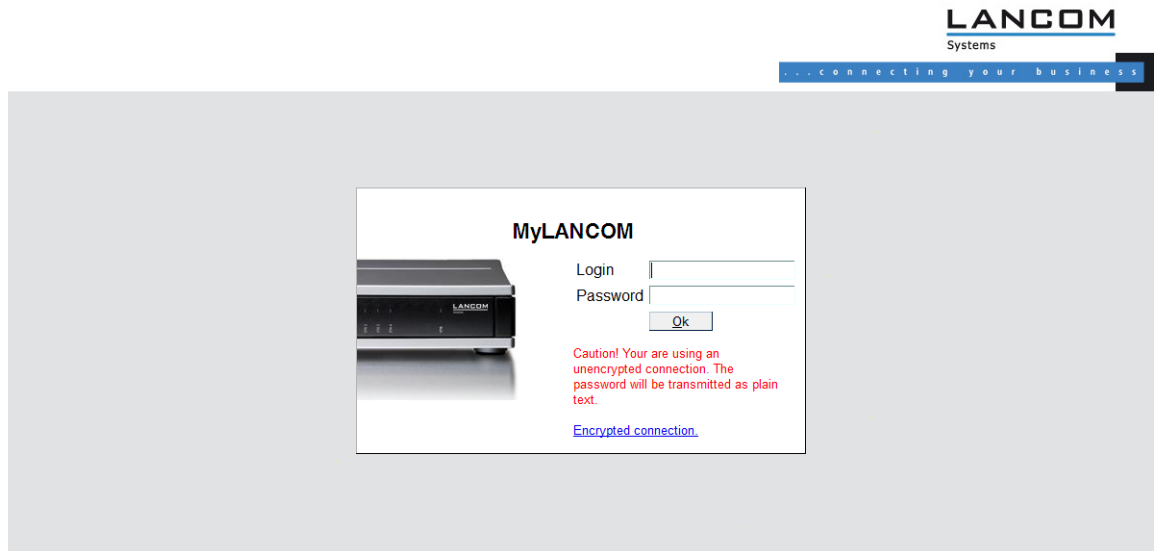 LANCOM
Systems
...connecting your business
MyLANCOM
Login
Password
Ok
LANCOM
Caution! Your are using an
unencrypted connection. The
password will be transmitted as plain
text.
Encrypted connection.